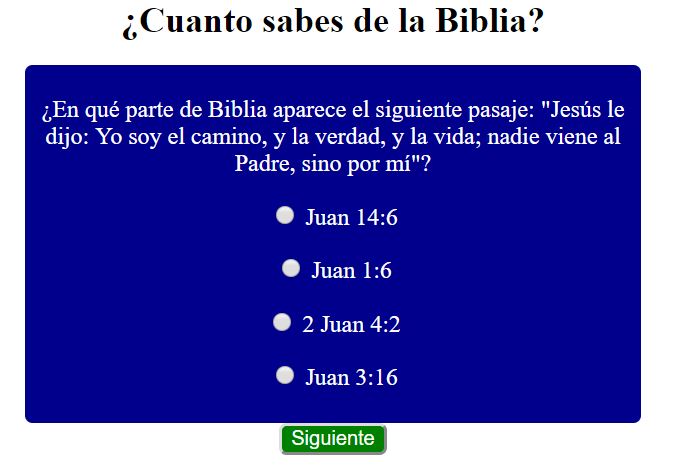 ¿Cuanto sabes de la Biblia?
¿En qué parte de Biblia aparece el siguiente pasaje: "Jesús le
dijo: Yo soy el camino, y la verdad, y la vida; nadie viene al
Padre, sino por mí"?
Juan 14:6
Juan 1:6
2 Juan 4:2
Juan 3:16
Siguiente